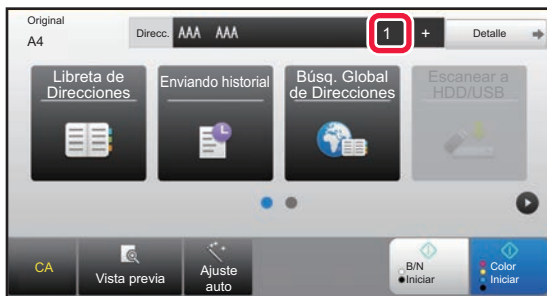 Original
A4
Direcc. AAA AAA 1 + Detalle
Libreta de
Direcciones
Enviando historial
Búsq. Global
de Direcciones
Escanear a
HDD/USB
CA
Vista previa
Ajuste
auto
B/N
Iniciar
Color
Iniciar